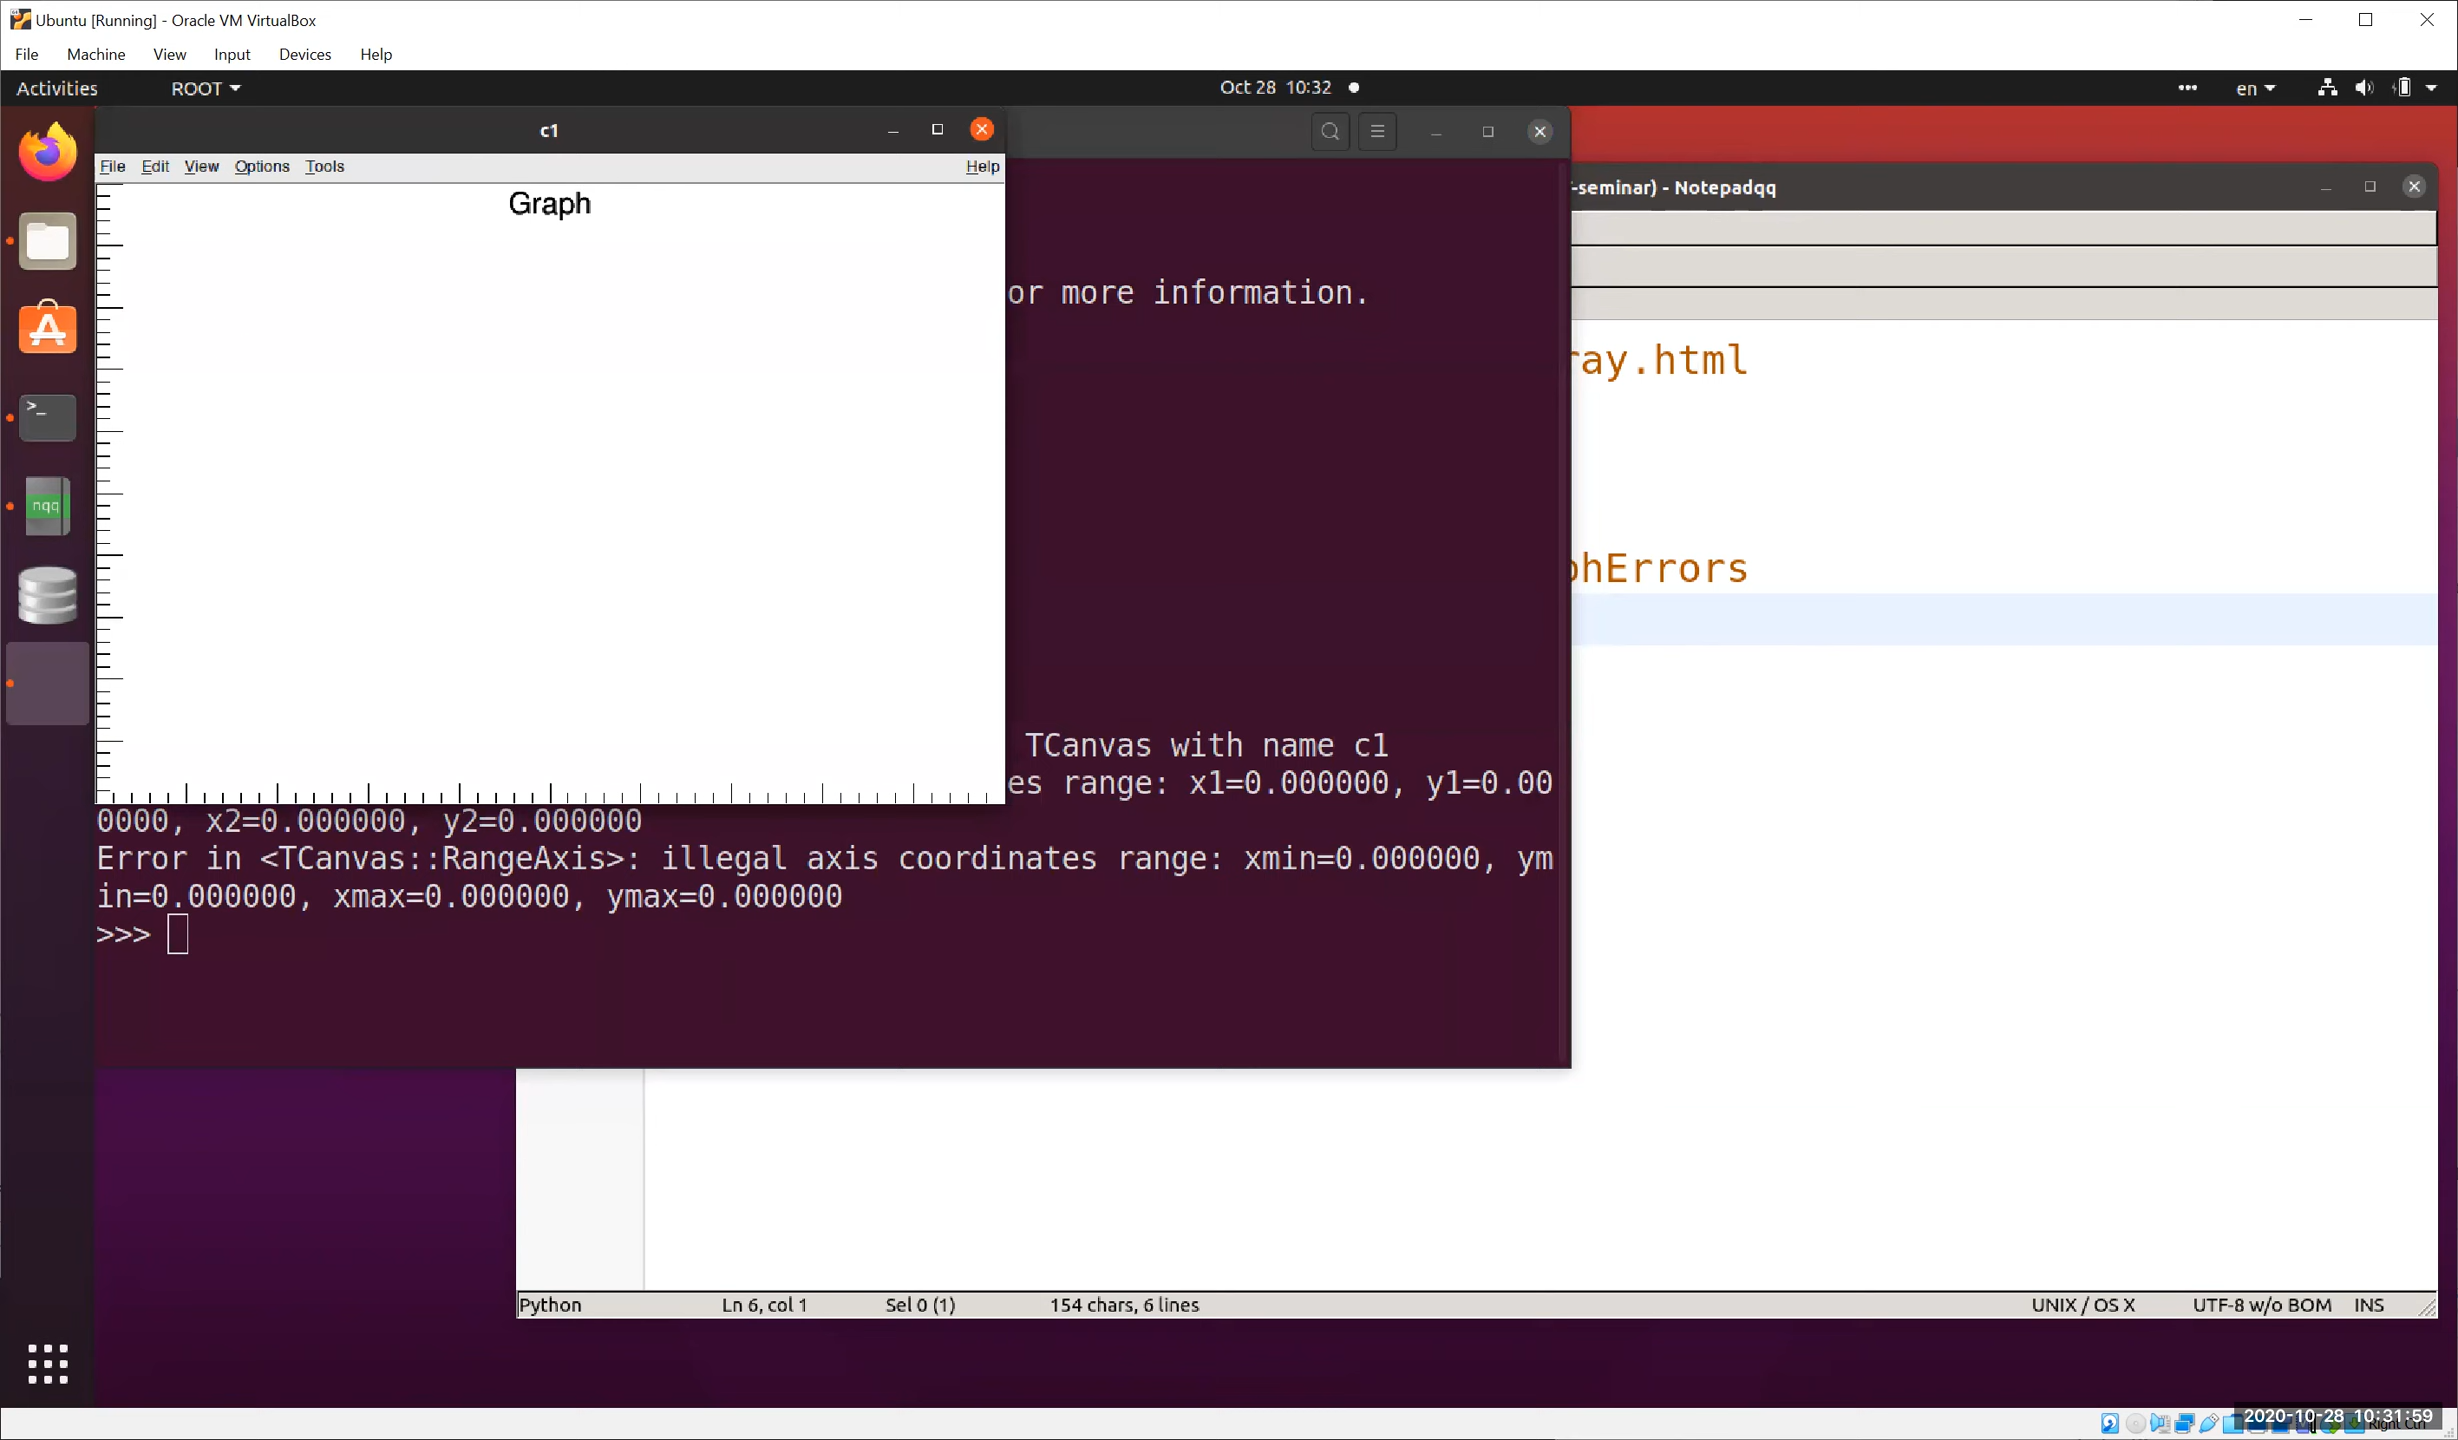 Ubuntu [Running] - Oracle VM VirtualBox
File Machine View Input Devices Help
Activities ROOT Oct 28 10:32 ••• en
c1
File Edit View Options Tools Help
Graph
-seminar) - Notepadqq
or more information.
ray.html
phErrors
nqq
TCanvas with name c1
es range: x1=0.000000, y1=0.00
0000, x2=0.000000, y2=0.000000
Error in <TCanvas::RangeAxis>: illegal axis coordinates range: xmin=0.000000, ym
in=0.000000, xmax=0.000000, ymax=0.000000
>>>
Python Ln 6, col 1 Sel 0 (1) 154 chars, 6 lines UNIX / OS X UTF-8 w/o BOM INS
2020-10-28 10:31:59
Right Ctrl